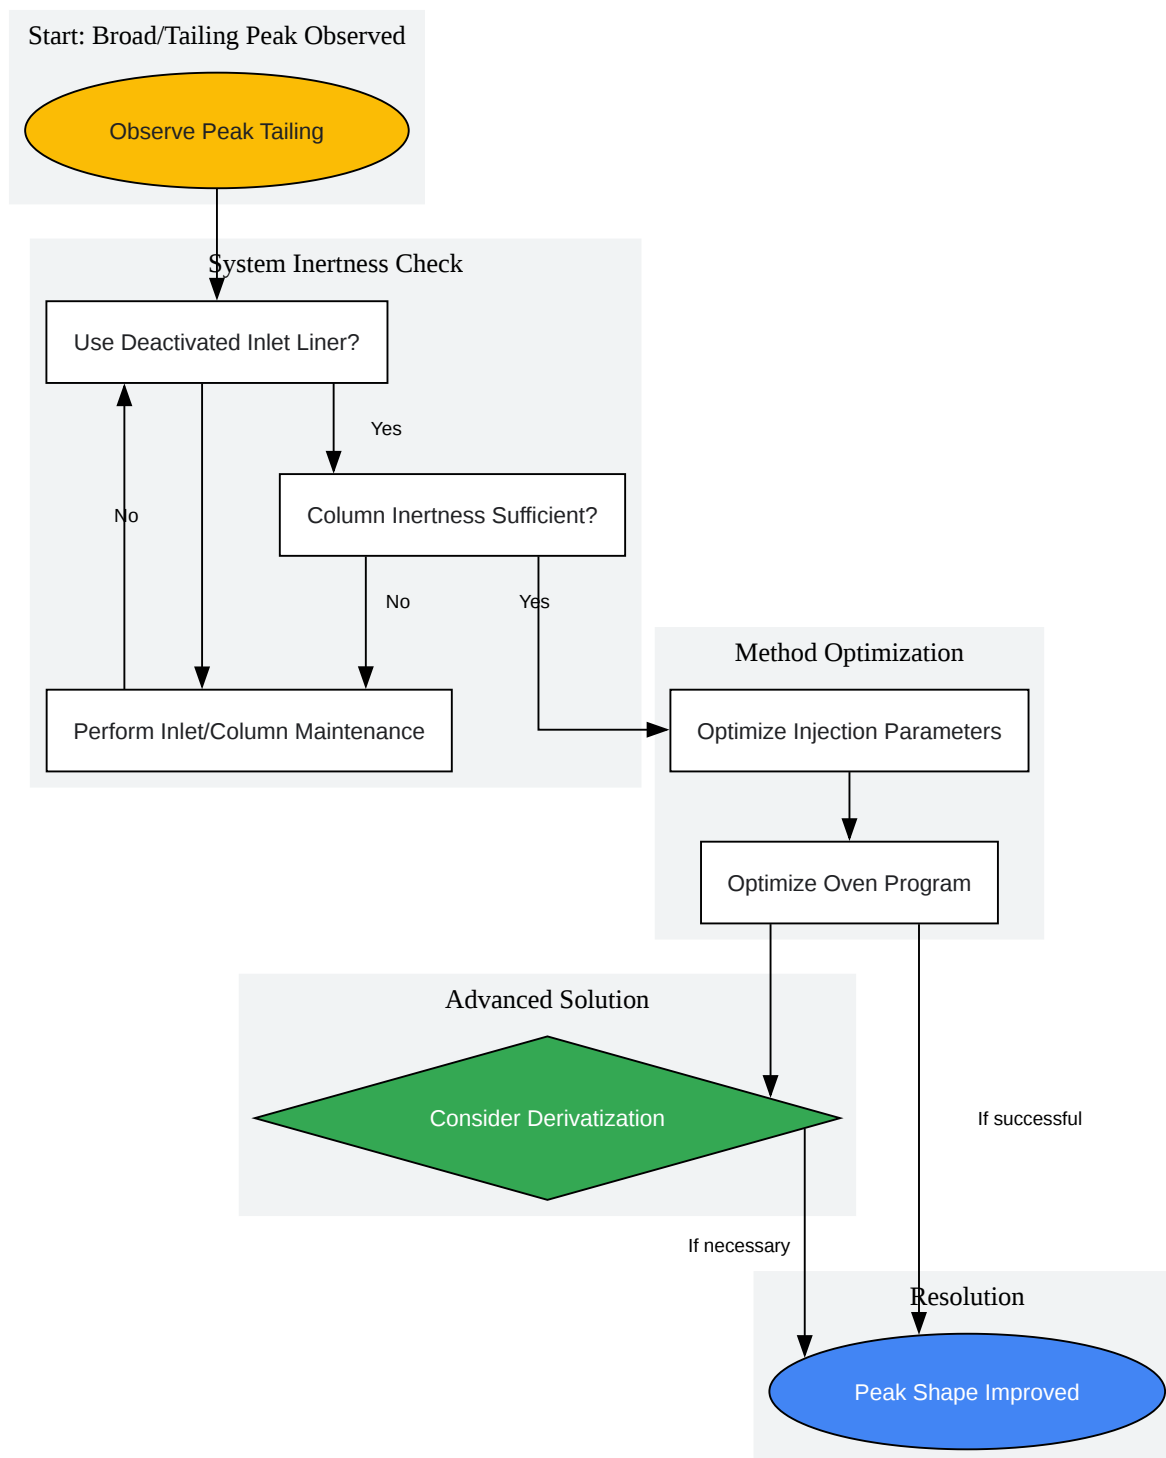 Start: Broad/Tailing Peak Observed
Observe Peak Tailing
System Inertness Check
Use Deactivated Inlet Liner?
Yes
No
Column Inertness Sufficient?
No
Yes
Perform Inlet/Column Maintenance
Method Optimization
Optimize Injection Parameters
Optimize Oven Program
Advanced Solution
Consider Derivatization
If successful
If necessary
Resolution
Peak Shape Improved